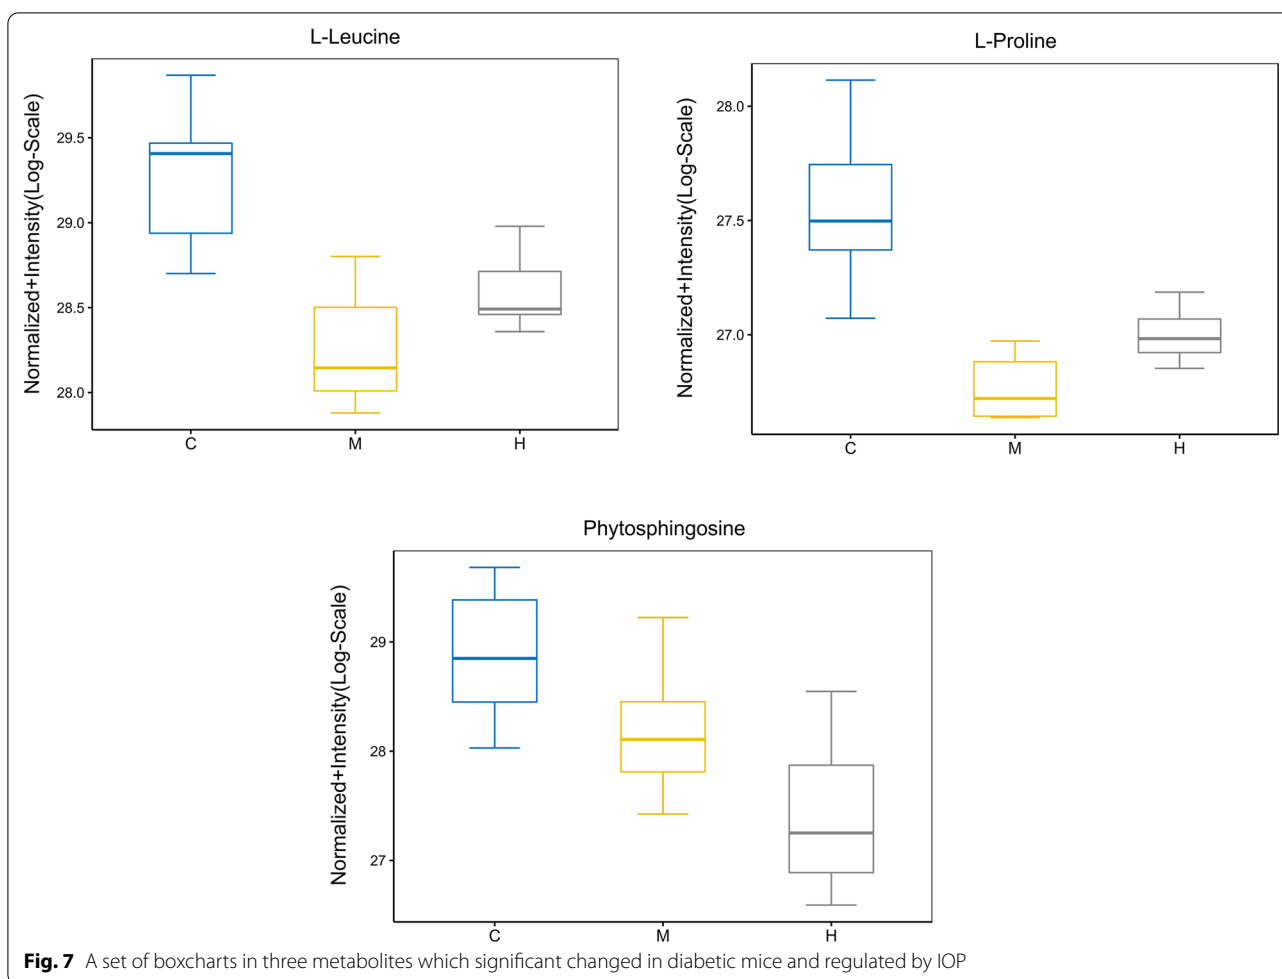 L-Leucine
Normalized+Intensity(Log-Scale)
29.5
29.0
28.5
28.0
C M H
L-Proline
Normalized+Intensity(Log-Scale)
28.0
27.5
27.0
C M H
Phytosphingosine
Normalized+Intensity(Log-Scale)
29
28
27
C M H
Fig. 7 A set of boxcharts in three metabolites which significant changed in diabetic mice and regulated by IOP